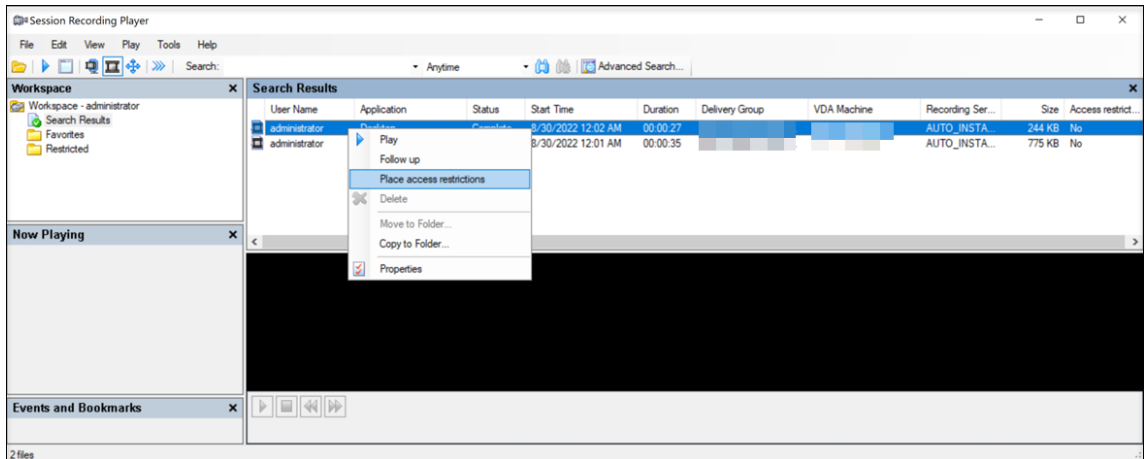 Session Recording Player
File Edit View Play Tools Help
Search: Anytime Advanced Search...
Workspace
Workspace - administrator
Search Results
Favorites
Restricted
Now Playing
Events and Bookmarks
Search Results
User Name Application Status Start Time Duration Delivery Group VDA Machine Recording Ser... Size Access restrict...
administrator Desktop Complete 8/30/2022 12:02 AM 00:00:27 AUTO_INSTA... 244 KB No
administrator 8/30/2022 12:01 AM 00:00:35 AUTO_INSTA... 775 KB No
Play
Follow up
Place access restrictions
Delete
Move to Folder...
Copy to Folder...
Properties
2 files